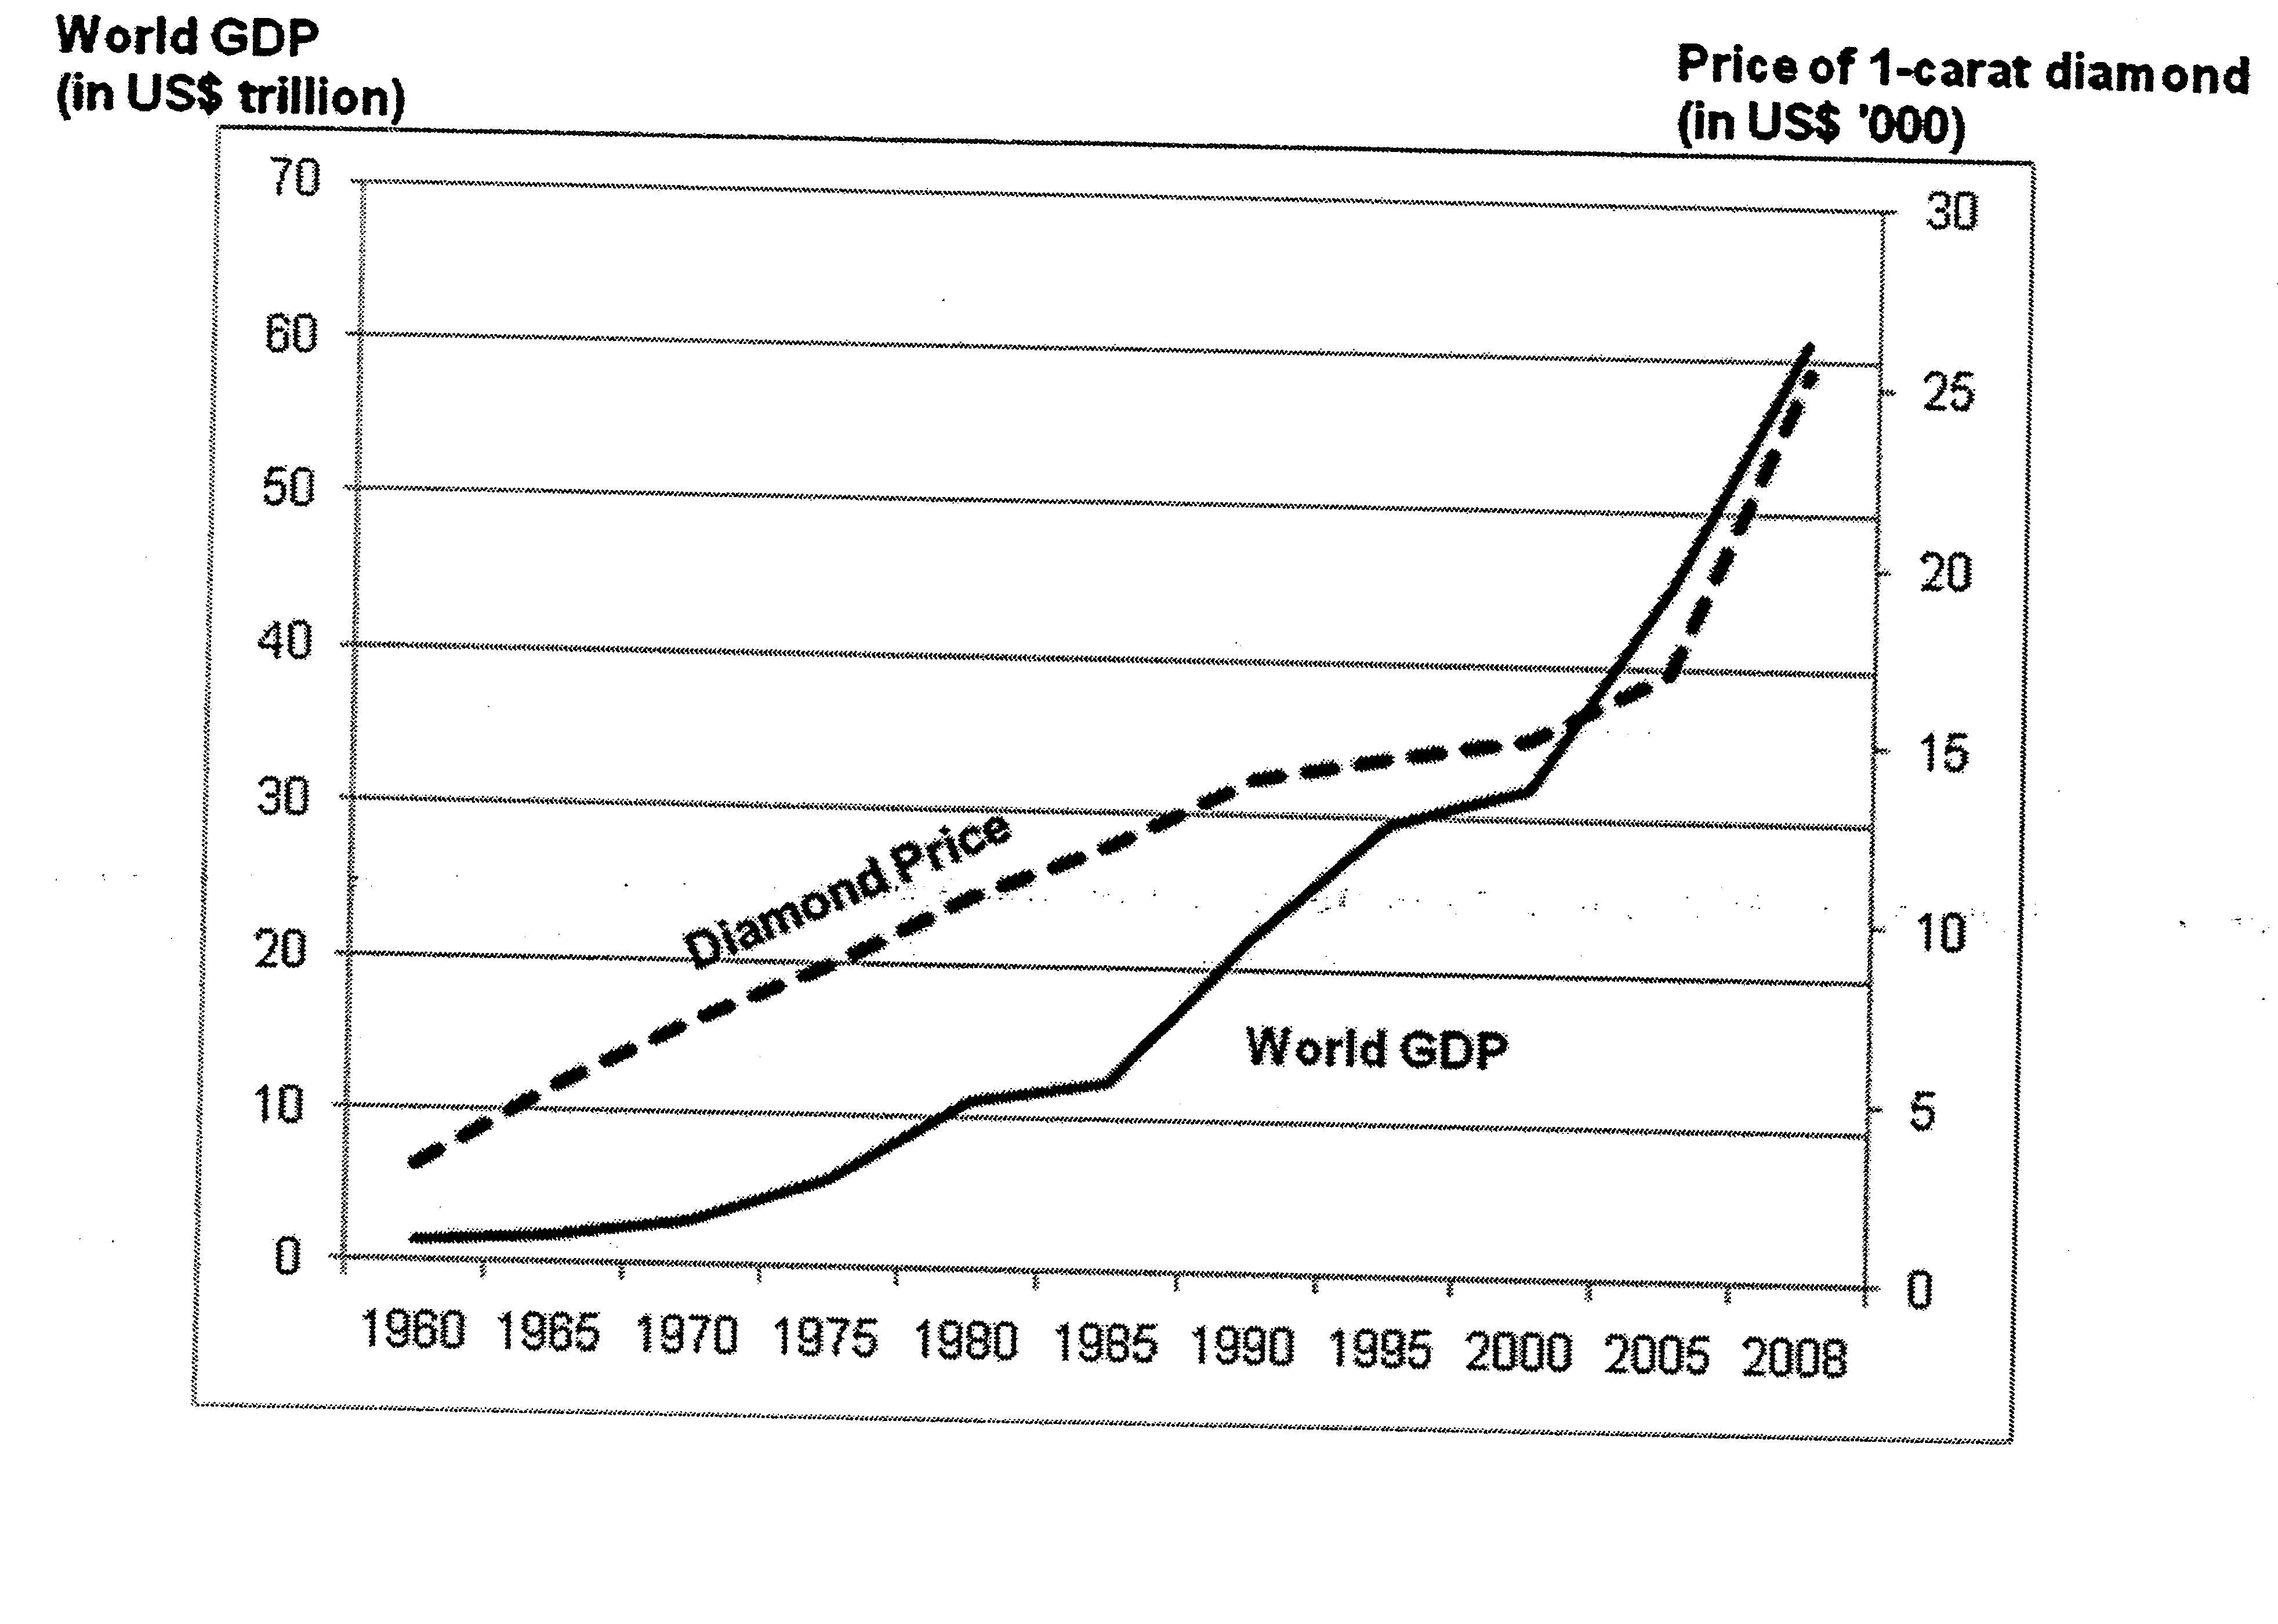 World GDP
(in US$ trillion)
Price of 1-carat diamond
(in US$ '000)
70
60
50
40
30
20
10
0
30
25
20
15
10
5
0
Diamond Price
World GDP
1960 1965 1970 1975 1980 1985 1990 1995 2000 2005 2008